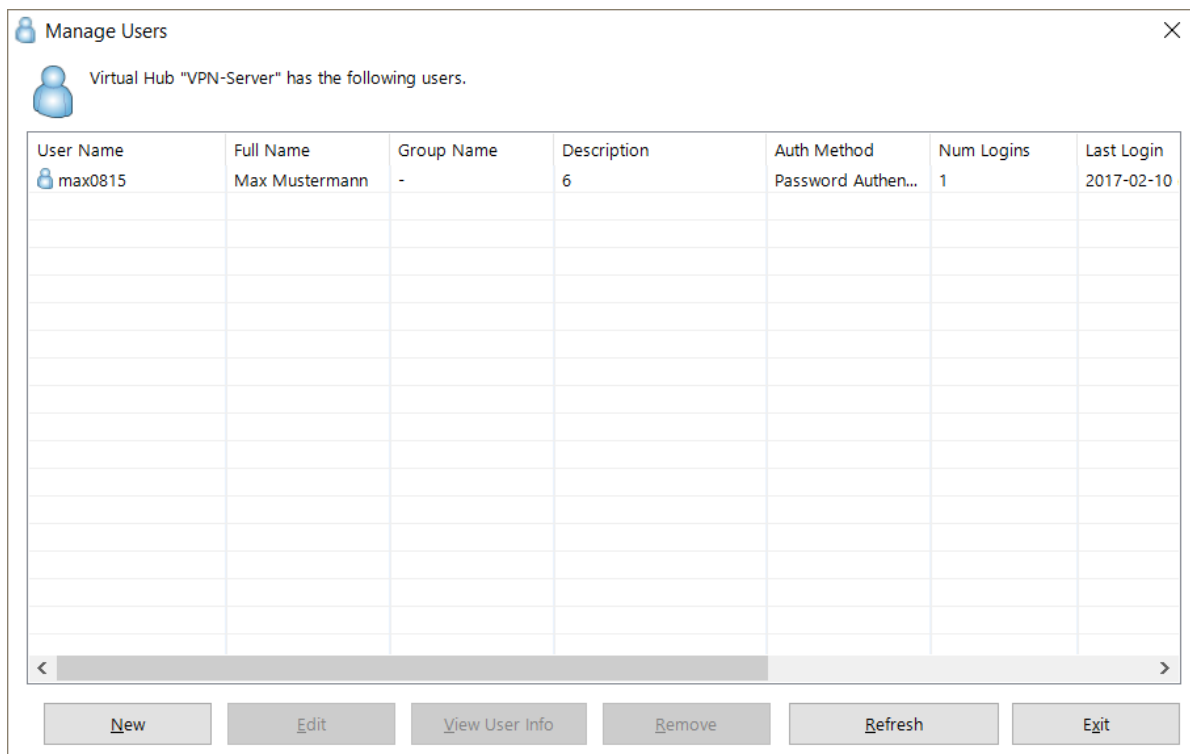 Manage Users
Virtual Hub "VPN-Server" has the following users.
User Name Full Name Group Name Description Auth Method Num Logins Last Login
max0815 Max Mustermann - 6 Password Authen... 1 2017-02-10
New Edit View User Info Remove Refresh Exit